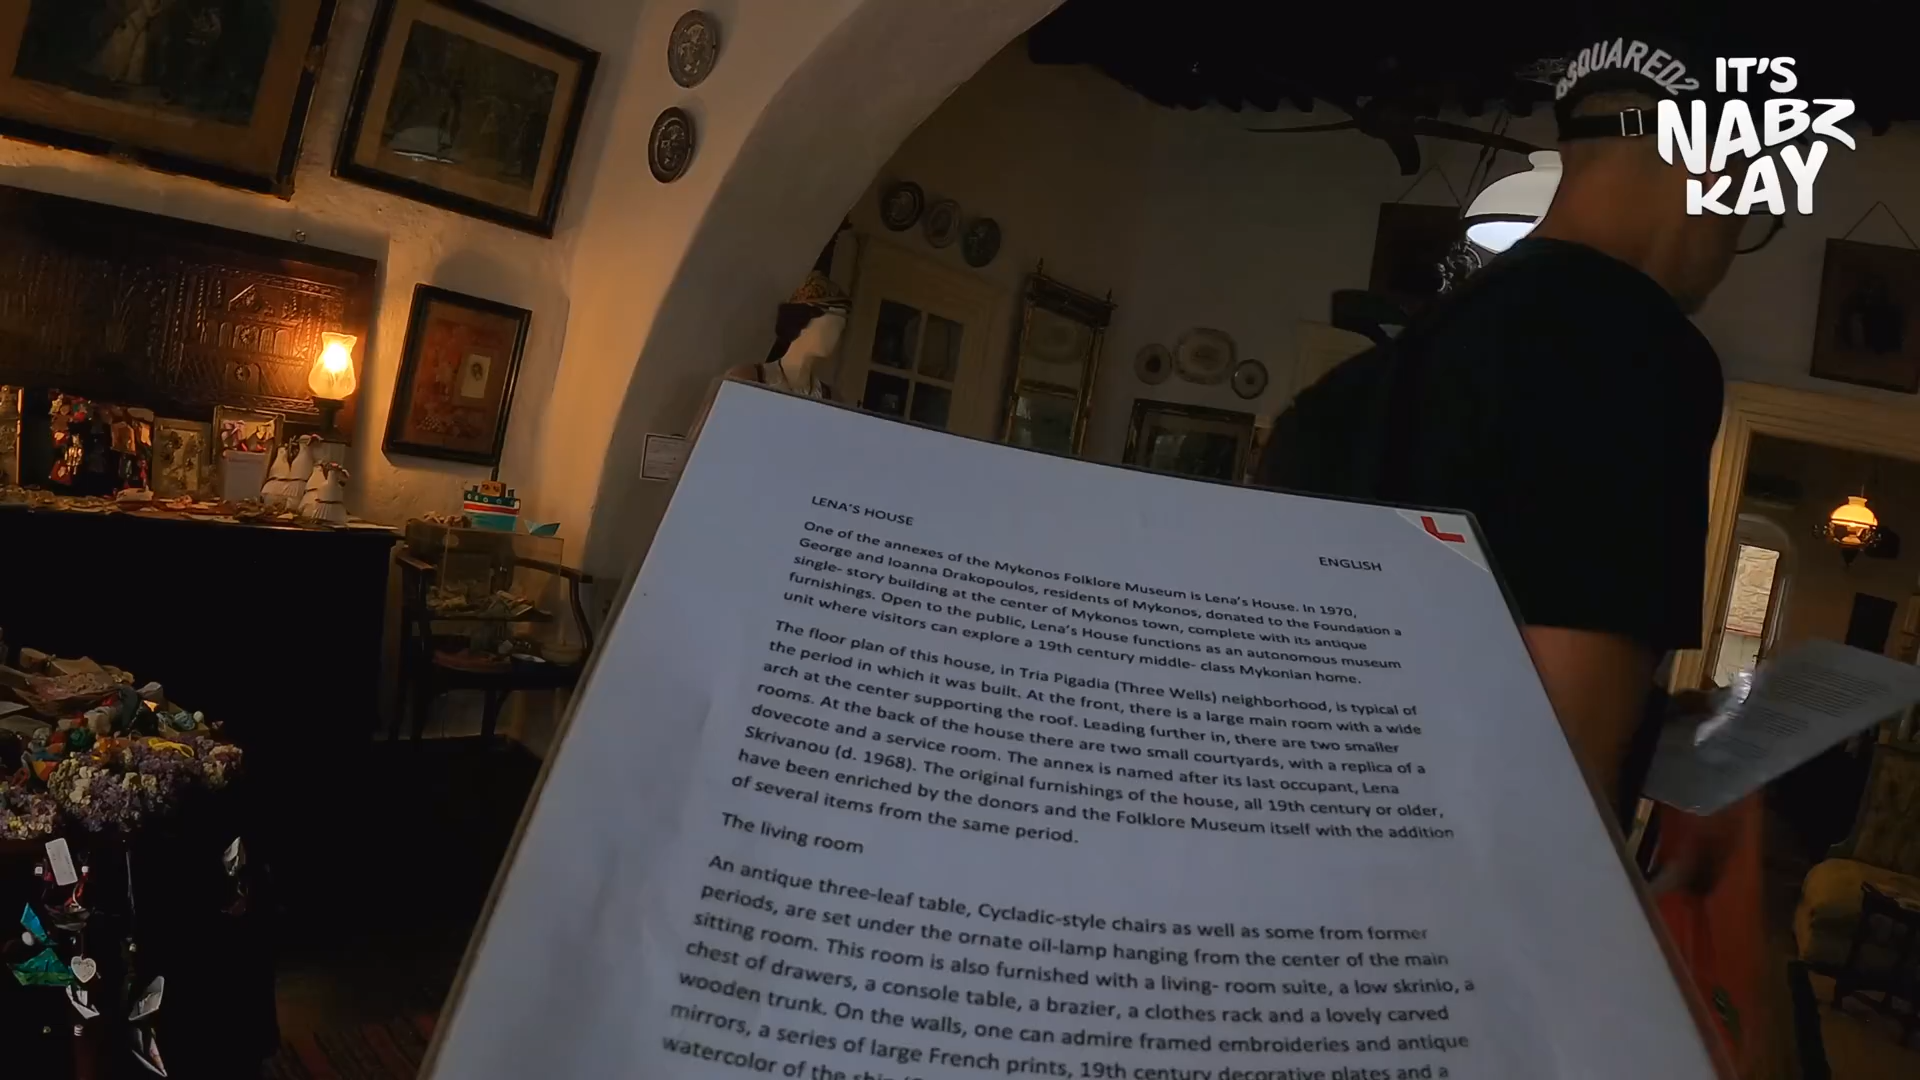 DSQUARED2
IT'S
NABZ
KAY
LENA'S HOUSE
ENGLISH
One of the annexes of the Mykonos Folklore Museum is Lena's House. In 1970,
George and Ioanna Drakopoulos, residents of Mykonos, donated to the Foundation a
single- story building at the center of Mykonos town, complete with its antique
furnishings. Open to the public, Lena's House functions as an autonomous museum
unit where visitors can explore a 19th century middle- class Mykonian home.
The floor plan of this house, in Tria Pigadia (Three Wells) neighborhood, is typical of
the period in which it was built. At the front, there is a large main room with a wide
arch at the center supporting the roof. Leading further in, there are two smaller
rooms. At the back of the house there are two small courtyards, with a replica of a
dovecote and a service room. The annex is named after its last occupant, Lena
Skrivanou (d. 1968). The original furnishings of the house, all 19th century or older,
have been enriched by the donors and the Folklore Museum itself with the addition
of several items from the same period.
The living room
An antique three-leaf table, Cycladic-style chairs as well as some from former
periods, are set under the ornate oil-lamp hanging from the center of the main
sitting room. This room is also furnished with a living- room suite, a low skrinio, a
chest of drawers, a console table, a brazier, a clothes rack and a lovely carved
wooden trunk. On the walls, one can admire framed embroideries and antique
mirrors, a series of large French prints, 19th century decorative plates and a
watercolor of the